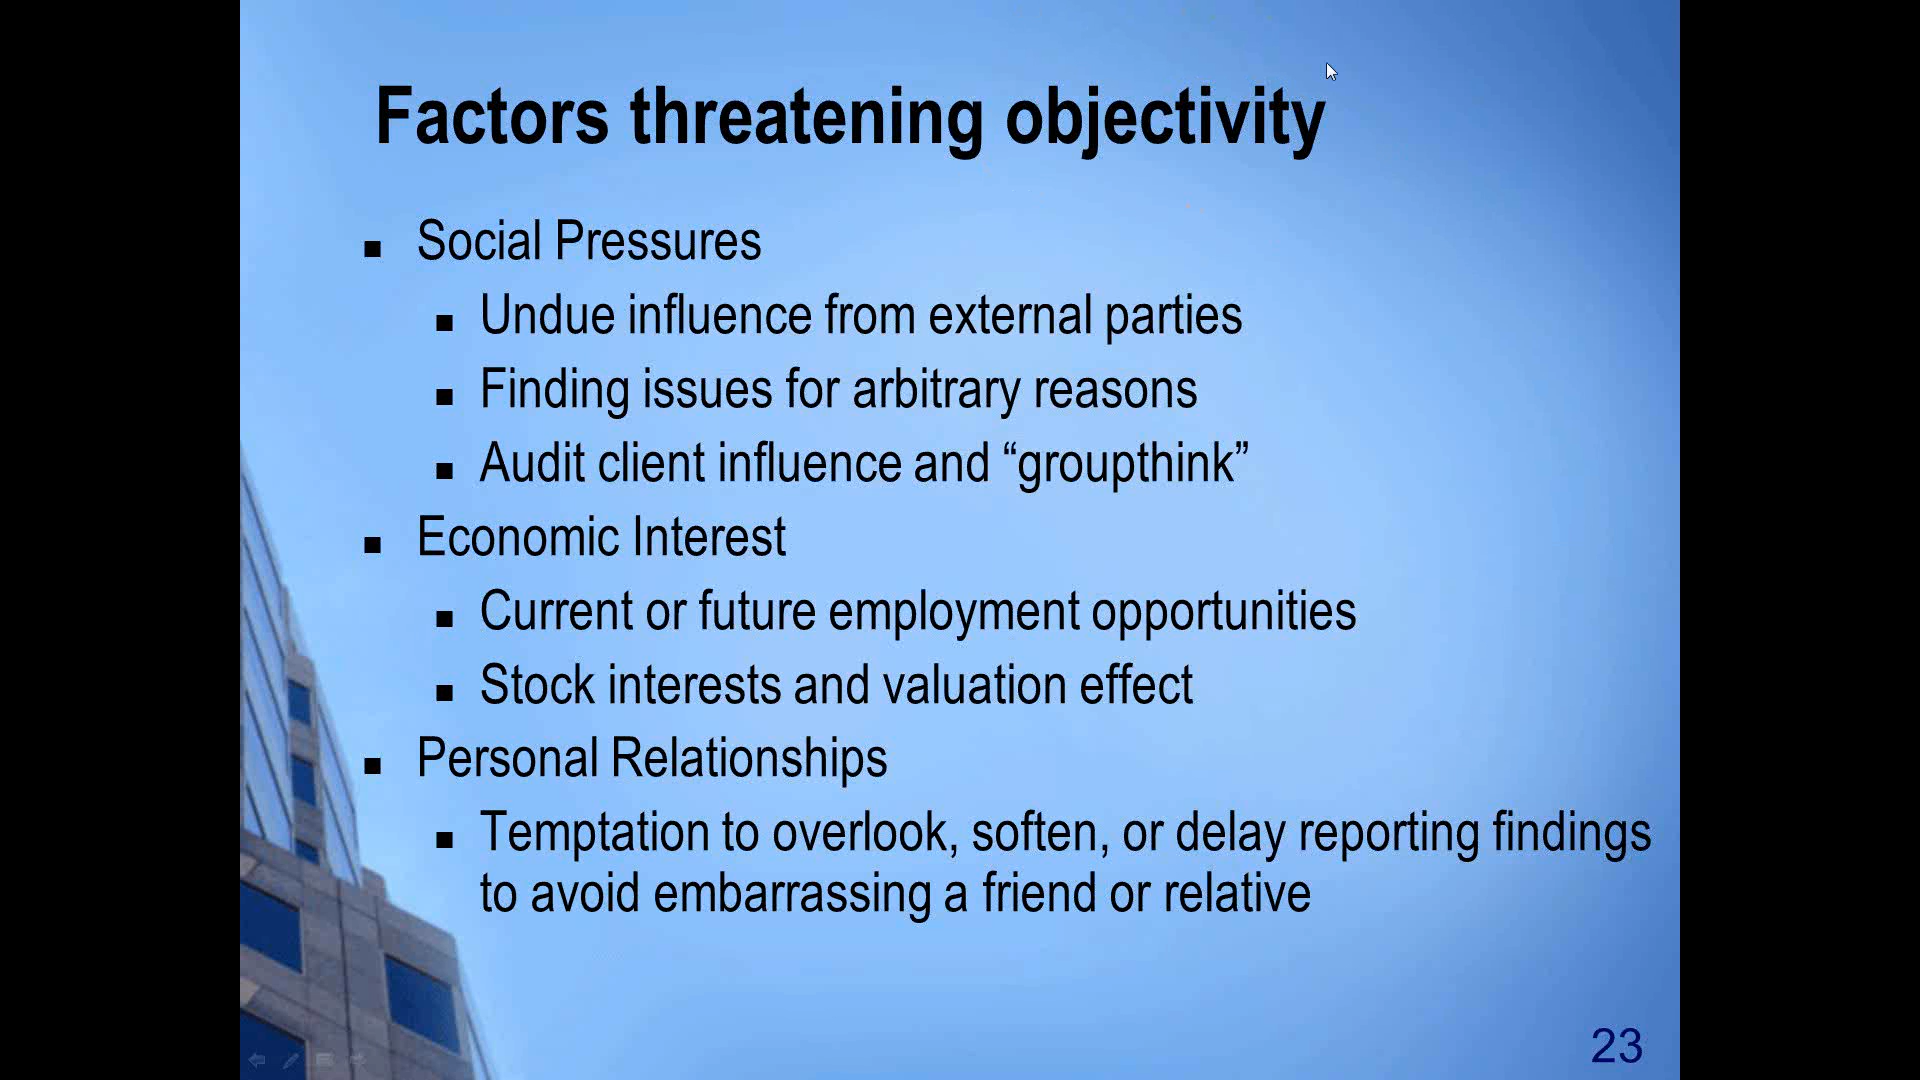 Factors threatening objectivity
Social Pressures
Undue influence from external parties
Finding issues for arbitrary reasons
Audit client influence and “groupthink”
Economic Interest
Current or future employment opportunities
Stock interests and valuation effect
Personal Relationships
Temptation to overlook, soften, or delay reporting findings
to avoid embarrassing a friend or relative
23